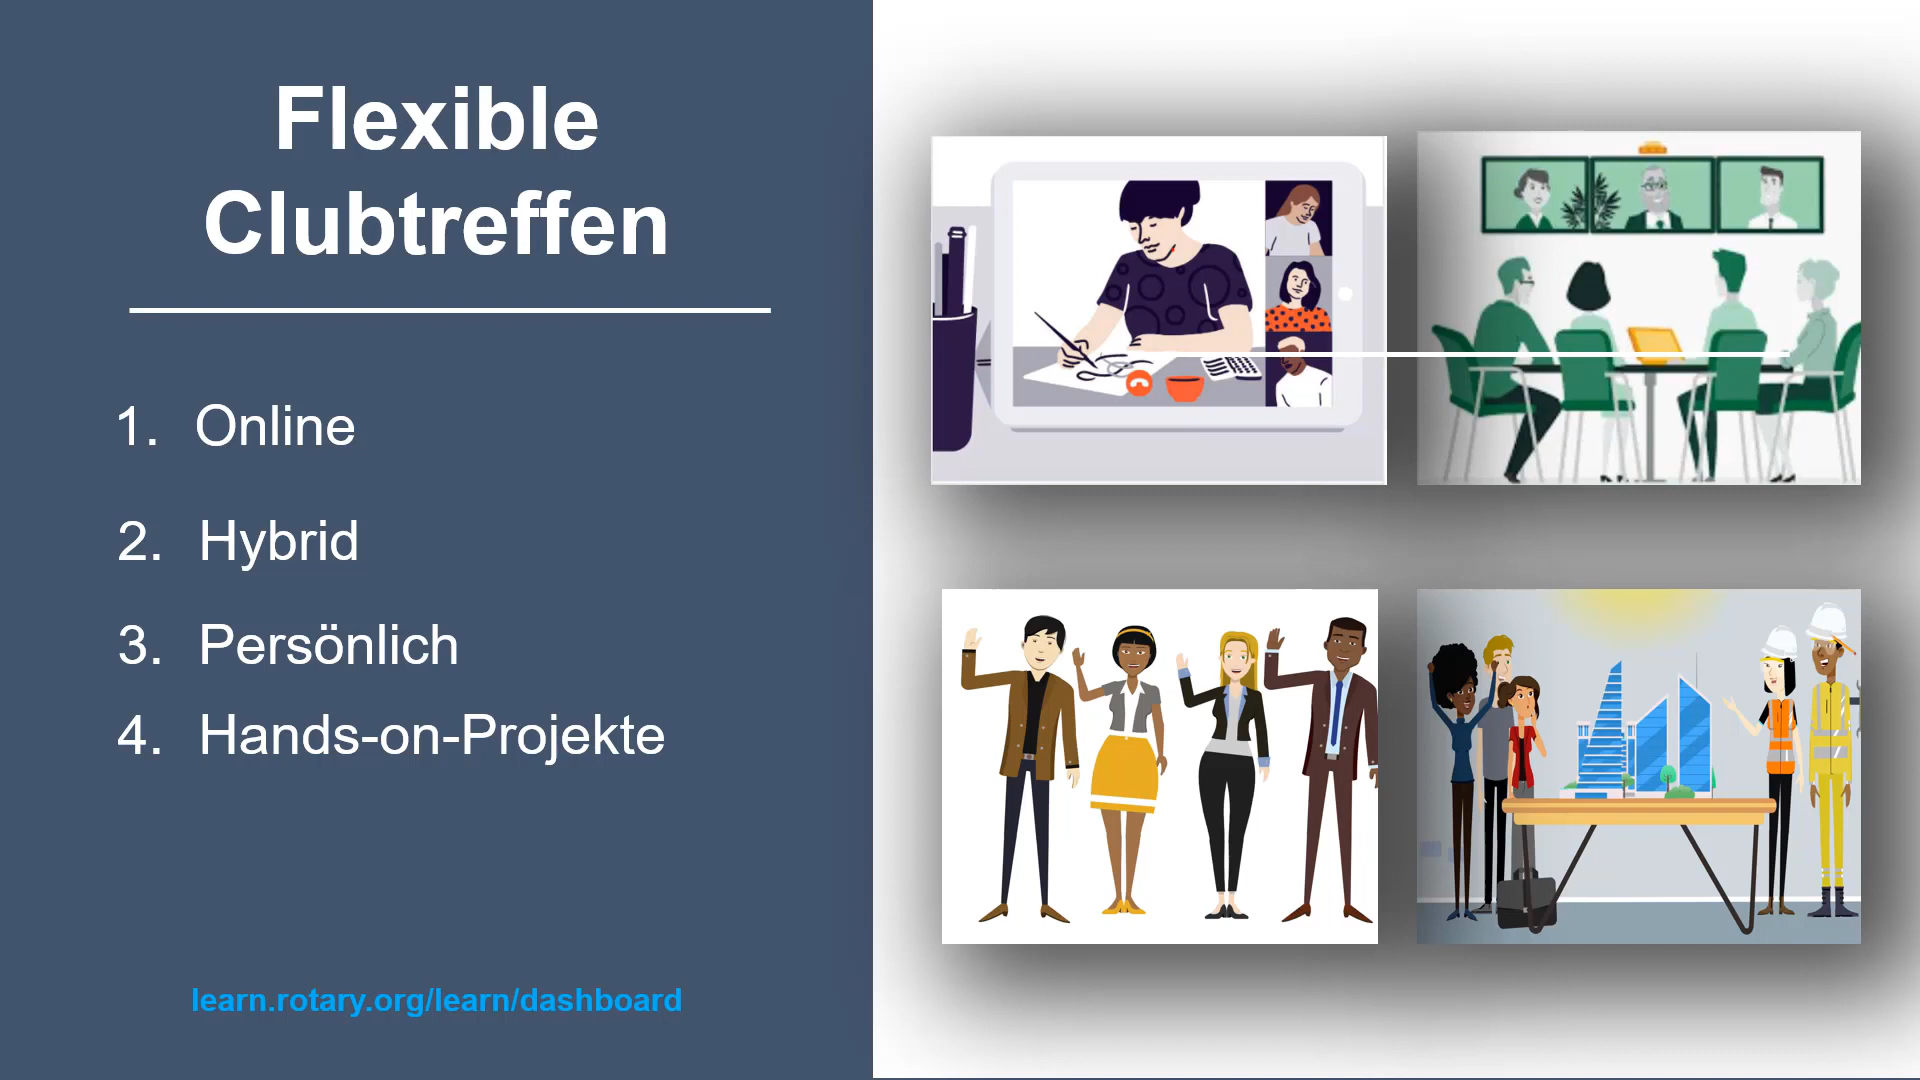 Flexible
Clubtreffen
1. Online
2. Hybrid
3. Persönlich
4. Hands-on-Projekte
learn.rotary.org/learn/dashboard